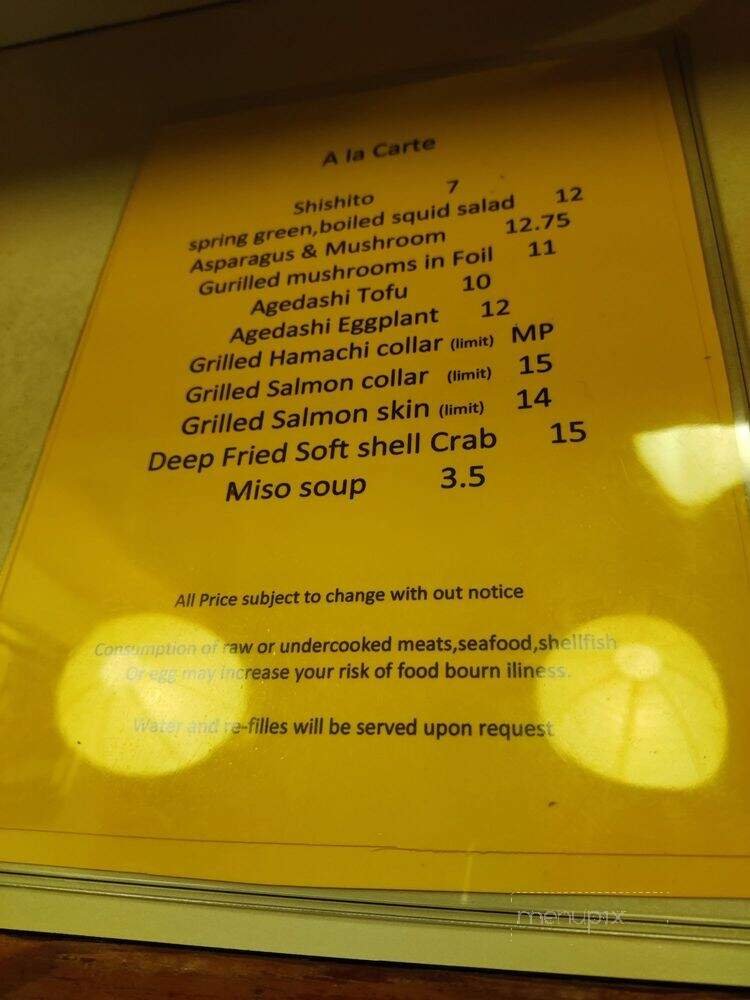 A la Carte
Shishito 7
spring green,boiled squid salad 12
Asparagus & Mushroom 12.75
Gurilled mushrooms in Foil 11
Agedashi Tofu 10
Agedashi Eggplant 12
Grilled Hamachi collar (limit) MP
Grilled Salmon collar (limit) 15
Grilled Salmon skin (limit) 14
Deep Fried Soft shell Crab 15
Miso soup 3.5
All Price subject to change with out notice
Consumption of raw or undercooked meats,seafood,shellfish
Or egg may increase your risk of food bourn iliness.
Water and re-filles will be served upon request
menupix